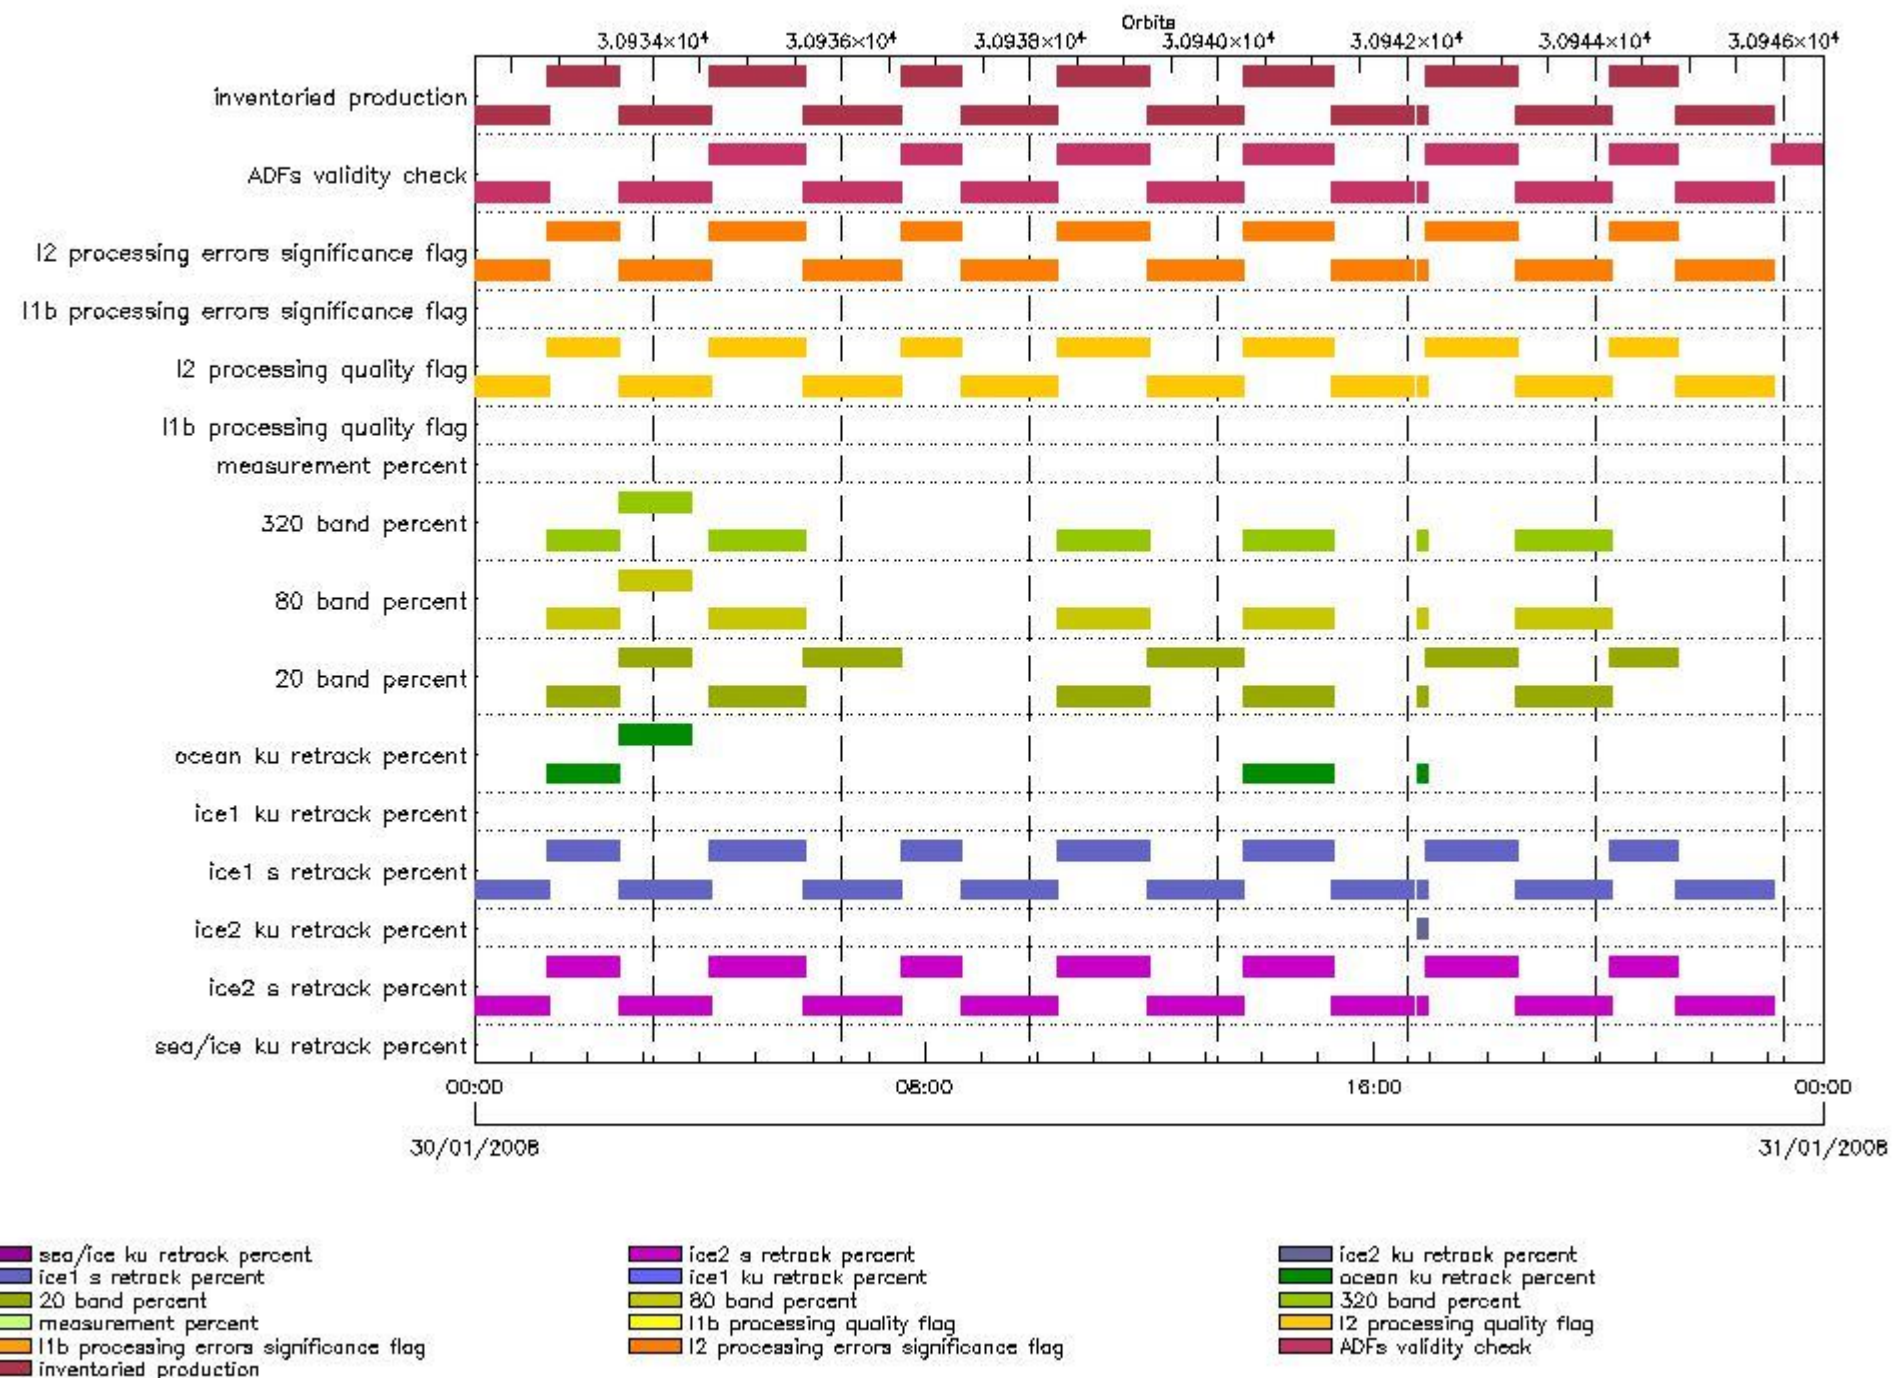 Orbits
3.0934×10⁴ 3.0936×10⁴ 3.0938×10⁴ 3.0940×10⁴ 3.0942×10⁴ 3.0944×10⁴ 3.0946×10⁴
inventoried production
ADFs validity check
l2 processing errors significance flag
l1b processing errors significance flag
l2 processing quality flag
l1b processing quality flag
measurement percent
320 band percent
80 band percent
20 band percent
ocean ku retrack percent
ice1 ku retrack percent
ice1 s retrack percent
ice2 ku retrack percent
ice2 s retrack percent
sea/ice ku retrack percent
00:00 08:00 16:00 00:00
30/01/2008 31/01/2008
sea/ice ku retrack percent ice2 s retrack percent ice2 ku retrack percent
ice1 s retrack percent ice1 ku retrack percent ocean ku retrack percent
20 band percent 80 band percent 320 band percent
measurement percent l1b processing quality flag l2 processing quality flag
l1b processing errors significance flag l2 processing errors significance flag ADFs validity check
inventoried production